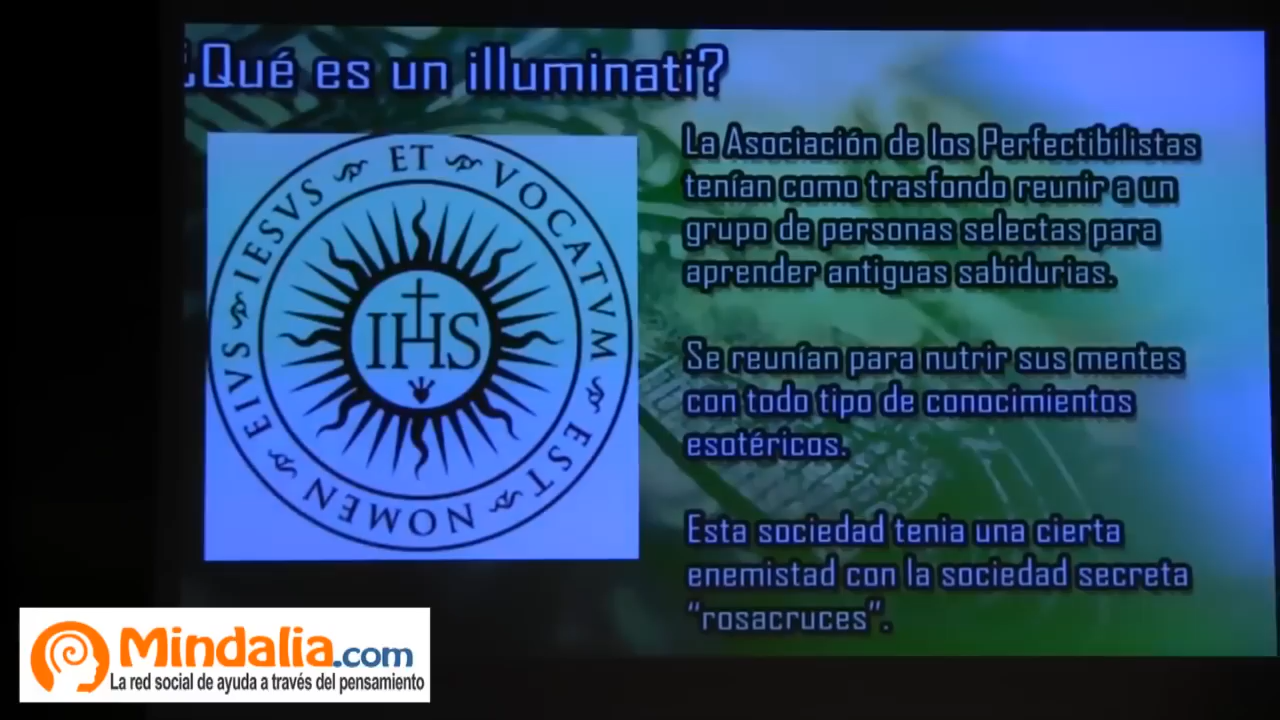 ¿Qué es un illuminati?
ET VOCATVM EST NOMEN EIVS IESVS
IHS
La Asociación de los Perfectibilistas
tenían como trasfondo reunir a un
grupo de personas selectas para
aprender antiguas sabidurias.
Se reunían para nutrir sus mentes
con todo tipo de conocimientos
esotéricos.
Esta sociedad tenia una cierta
enemistad con la sociedad secreta
“rosacruces”.
Mindalia.com
La red social de ayuda a través del pensamiento